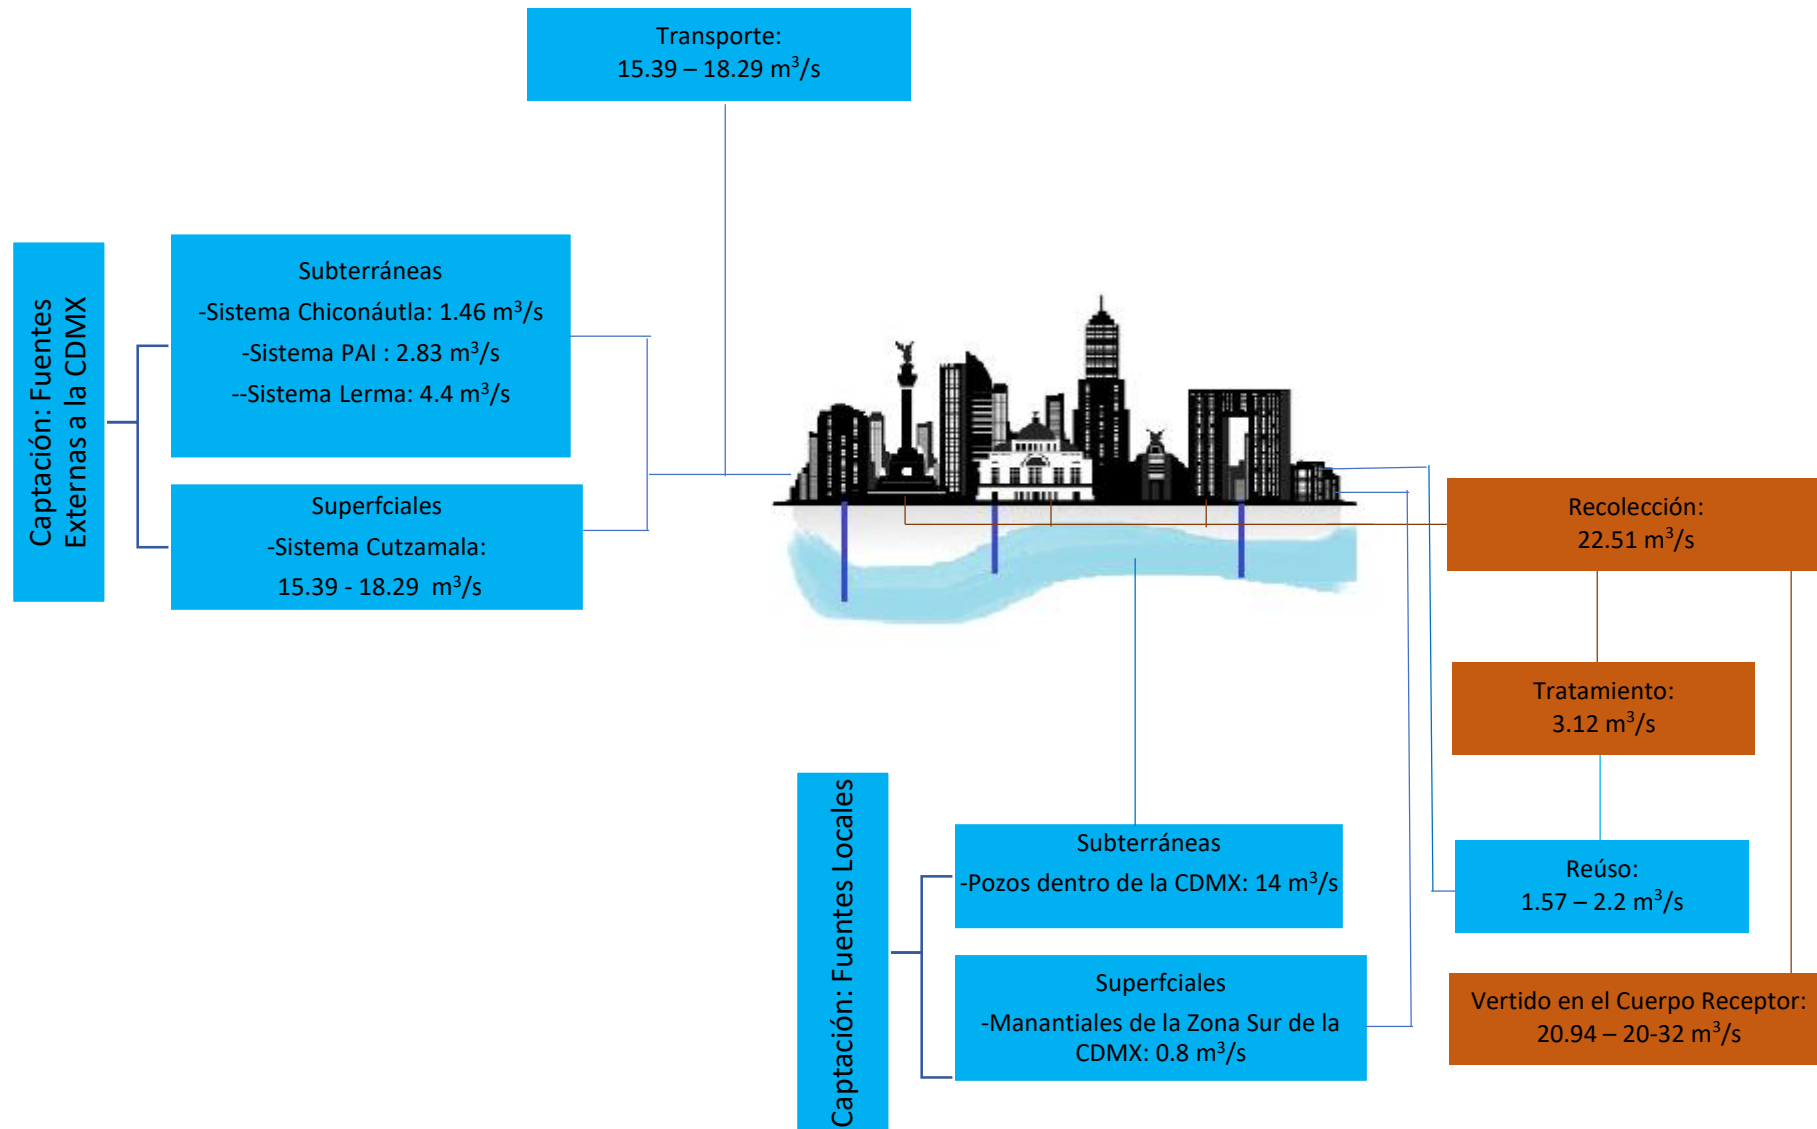 Transporte:
15.39 – 18.29 m³/s
Captación: Fuentes
Externas a la CDMX
Subterráneas
-Sistema Chiconáutla: 1.46 m³/s
-Sistema PAI : 2.83 m³/s
--Sistema Lerma: 4.4 m³/s
Superfciales
-Sistema Cutzamala:
15.39 - 18.29 m³/s
Recolección:
22.51 m³/s
Tratamiento:
3.12 m³/s
Reúso:
1.57 – 2.2 m³/s
Vertido en el Cuerpo Receptor:
20.94 – 20-32 m³/s
Captación: Fuentes Locales
Subterráneas
-Pozos dentro de la CDMX: 14 m³/s
Superfciales
-Manantiales de la Zona Sur de la
CDMX: 0.8 m³/s